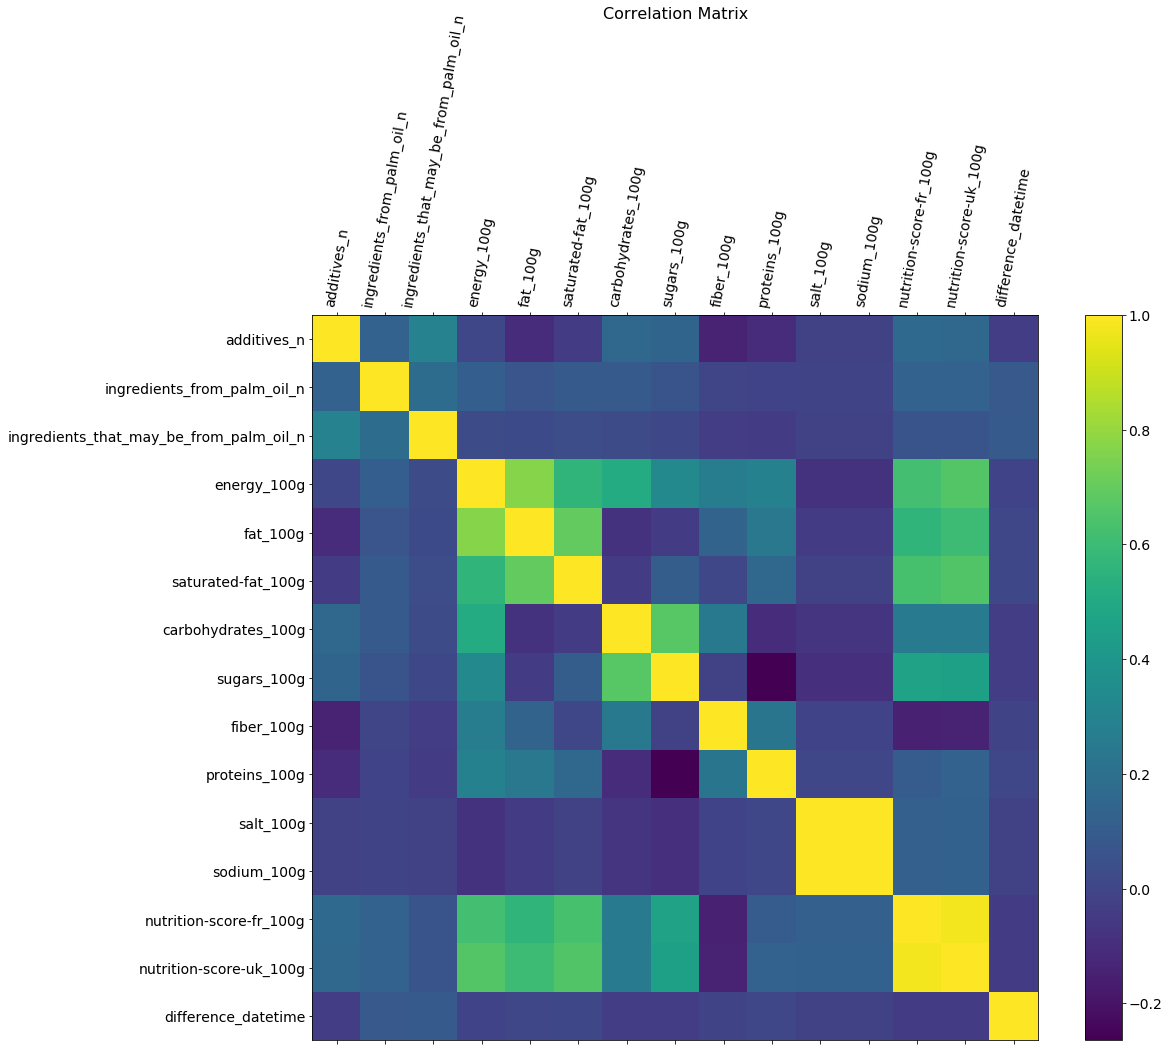 Correlation Matrix
additives_n
ingredients_from_palm_oil_n
ingredients_that_may_be_from_palm_oil_n
energy_100g
fat_100g
saturated-fat_100g
carbohydrates_100g
sugars_100g
fiber_100g
proteins_100g
salt_100g
sodium_100g
nutrition-score-fr_100g
nutrition-score-uk_100g
difference_datetime
additives_n
ingredients_from_palm_oil_n
ingredients_that_may_be_from_palm_oil_n
energy_100g
fat_100g
saturated-fat_100g
carbohydrates_100g
sugars_100g
fiber_100g
proteins_100g
salt_100g
sodium_100g
nutrition-score-fr_100g
nutrition-score-uk_100g
difference_datetime
1.0
0.8
0.6
0.4
0.2
0.0
−0.2